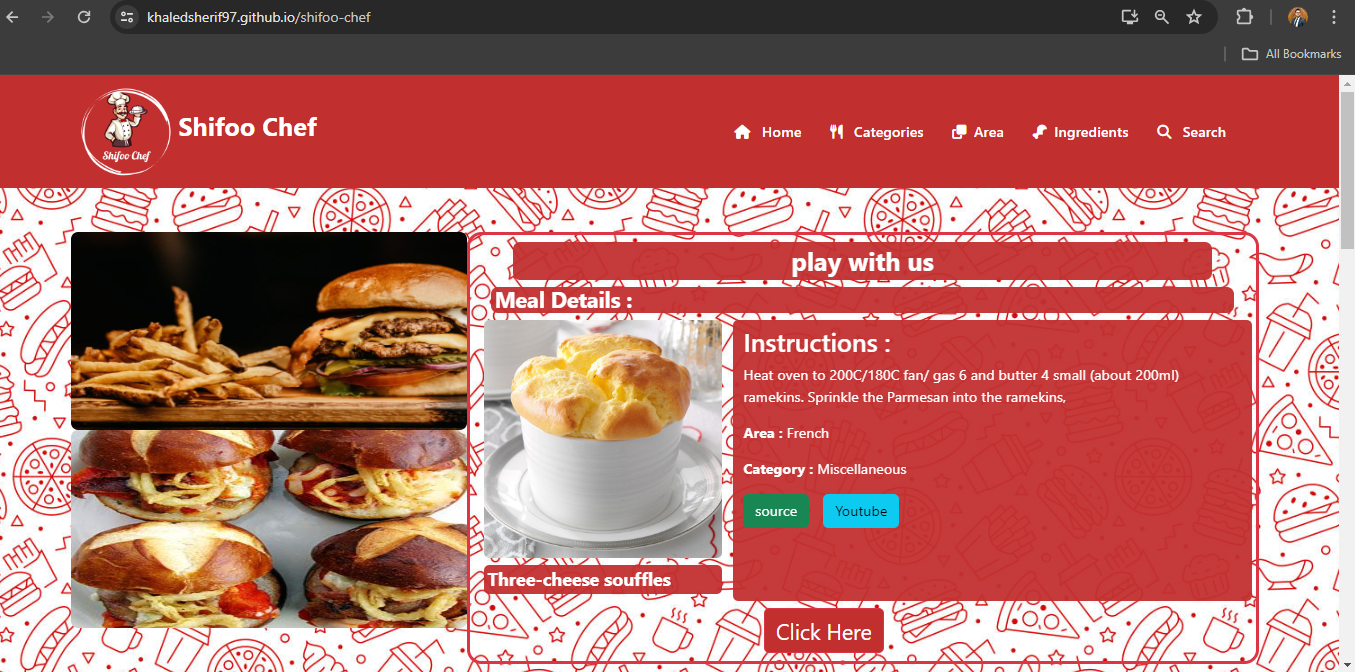 khaledsherif97.github.io/shifoo-chef
All Bookmarks
Shifoo Chef
Shifoo Chef
Home
Categories
Area
Ingredients
Search
play with us
Meal Details :
Instructions :
Heat oven to 200C/180C fan/ gas 6 and butter 4 small (about 200ml)
ramekins. Sprinkle the Parmesan into the ramekins,
Area : French
Category : Miscellaneous
source
Youtube
Three-cheese souffles
Click Here